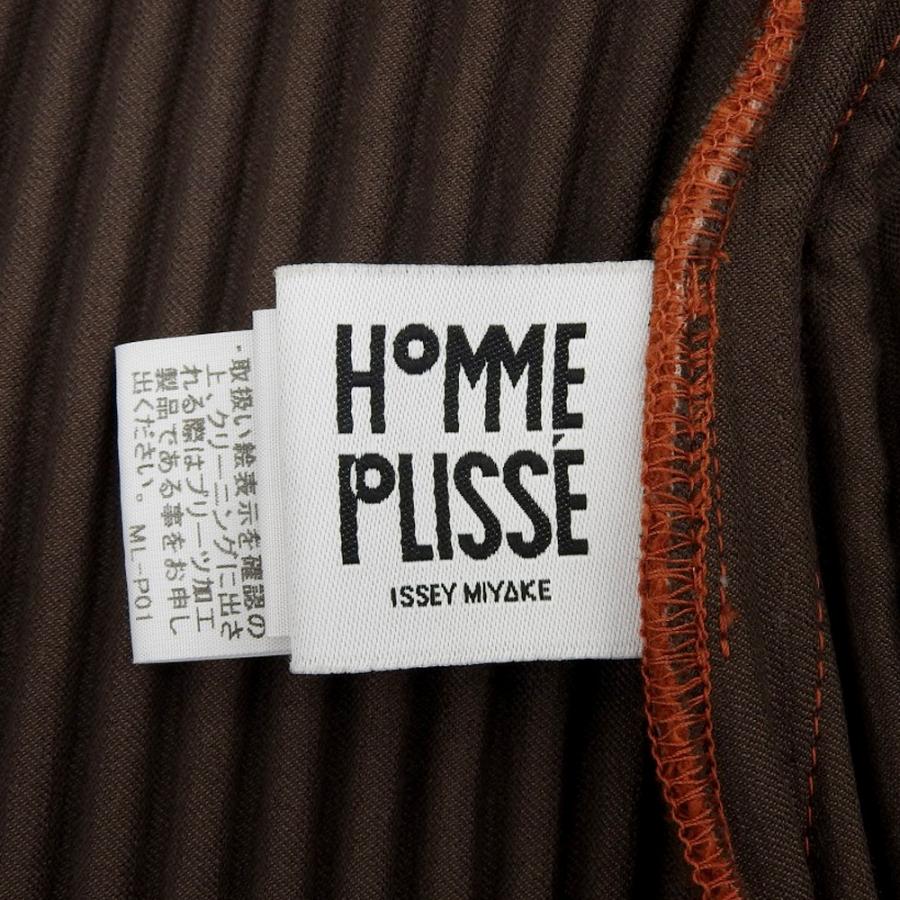 HOMME
PLISSÉ
ISSEY MIYAKE
・取扱い絵表示を確認の
上、クリーニングに出さ
れる際はプリーツ加工
製品である事をお申し
出ください。 ML-P01